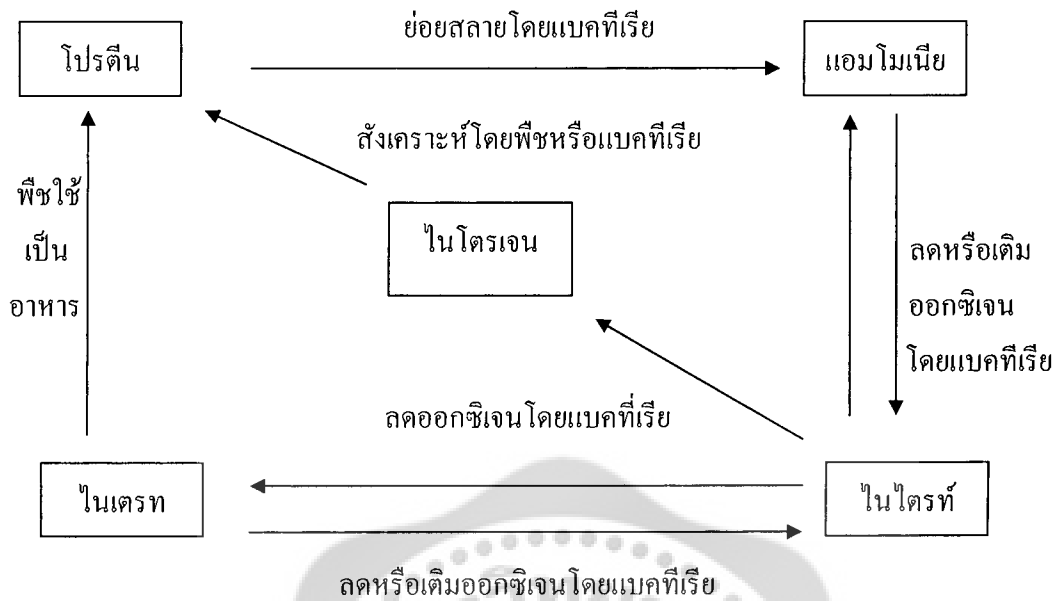 ย่อยสลายโดยแบคทีเรีย
โปรตีน
แอมโมเนีย
สังเคราะห์โดยพืชหรือแบคทีเรีย
พืชใช้
เป็น
อาหาร
ไนโตรเจน
ลดหรือเติม
ออกซิเจน
โดยแบคทีเรีย
ลดออกซิเจนโดยแบคที่เรีย
ไนเตรท
ไนไตรท์
ลดหรือเติมออกซิเจนโดยแบคทีเรีย